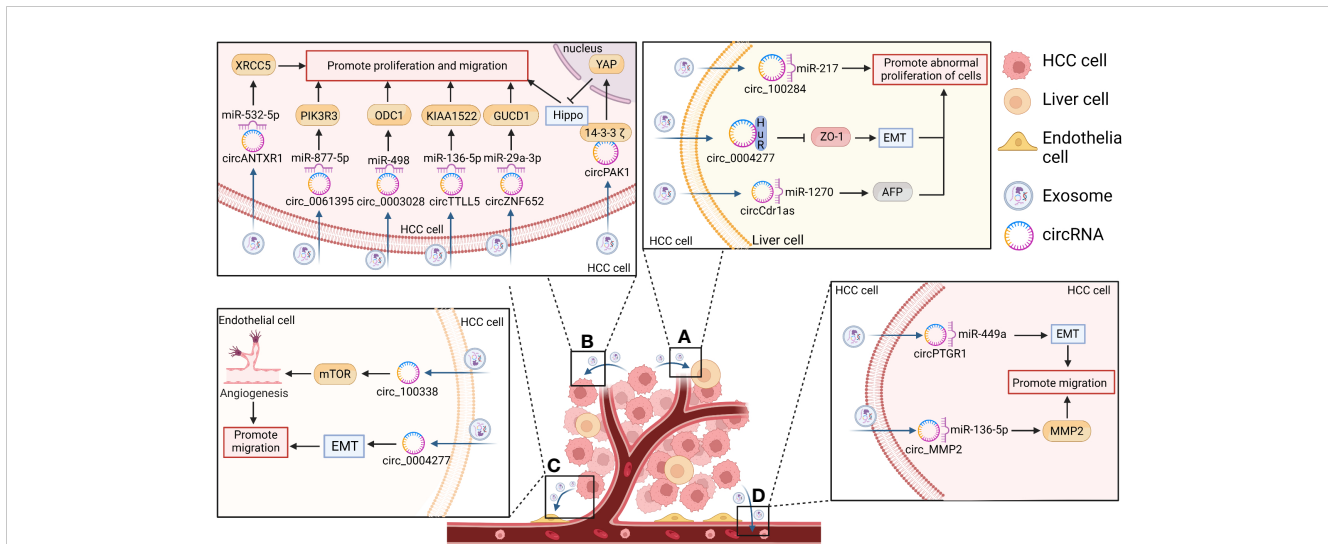 nucleus
XRCC5
Promote proliferation and migration
YAP
miR-532-5p
PIK3R3
ODC1
KIAA1522
GUCD1
Hippo
14-3-3 ζ
circANTXR1
miR-877-5p
miR-498
miR-136-5p
miR-29a-3p
circPAK1
circ_0061395
circ_0003028
circTTLL5
circZNF652
HCC cell
HCC cell
miR-217
circ_100284
Promote abnormal
proliferation of cells
HuR
circ_0004277
ZO-1
EMT
miR-1270
circCdr1as
AFP
HCC cell
Liver cell
HCC cell
Liver cell
Endothelia
cell
Exosome
circRNA
Endothelial cell
HCC cell
mTOR
circ_100338
Angiogenesis
Promote
migration
EMT
circ_0004277
B
A
C
D
HCC cell
HCC cell
miR-449a
circPTGR1
EMT
Promote migration
miR-136-5p
circ_MMP2
MMP2